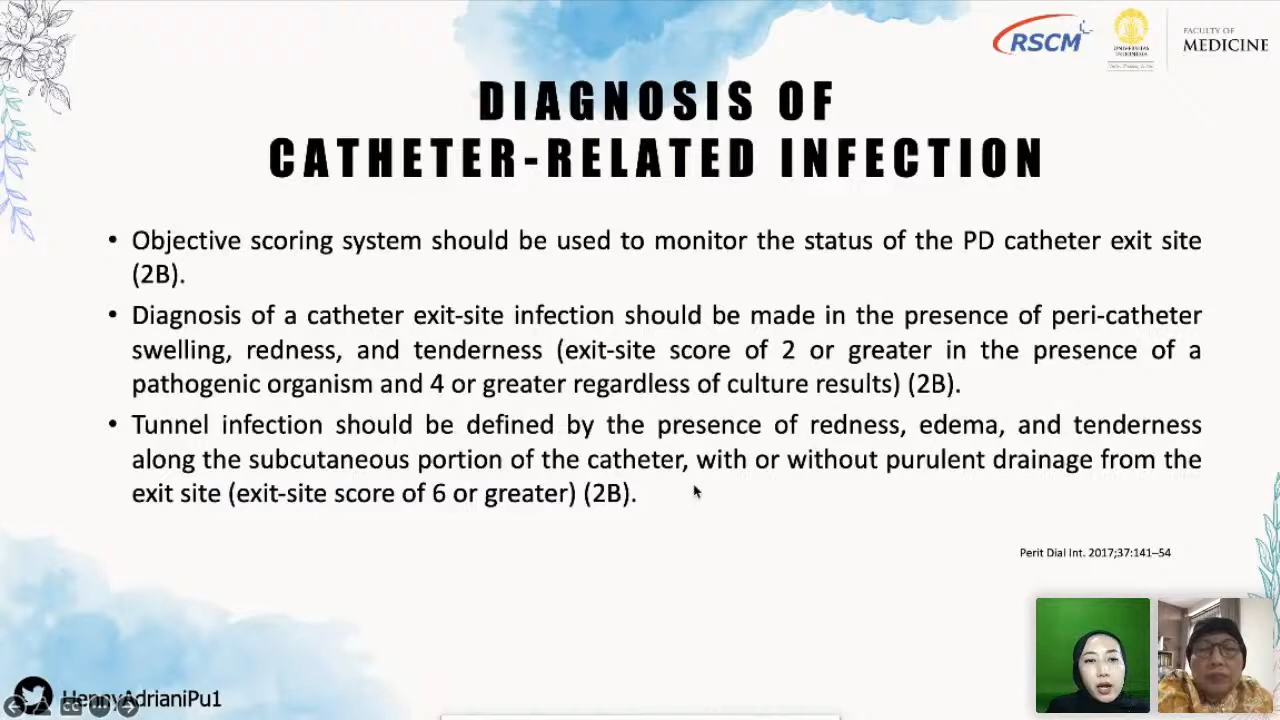 RSCM
UNIVERSITAS
INDONESIA
FACULTY OF
MEDICINE
DIAGNOSIS OF
CATHETER-RELATED INFECTION
• Objective scoring system should be used to monitor the status of the PD catheter exit site
(2B).
• Diagnosis of a catheter exit-site infection should be made in the presence of peri-catheter
swelling, redness, and tenderness (exit-site score of 2 or greater in the presence of a
pathogenic organism and 4 or greater regardless of culture results) (2B).
• Tunnel infection should be defined by the presence of redness, edema, and tenderness
along the subcutaneous portion of the catheter, with or without purulent drainage from the
exit site (exit-site score of 6 or greater) (2B).
Perit Dial Int. 2017;37:141–54
HennyAdrianiPu1
CC